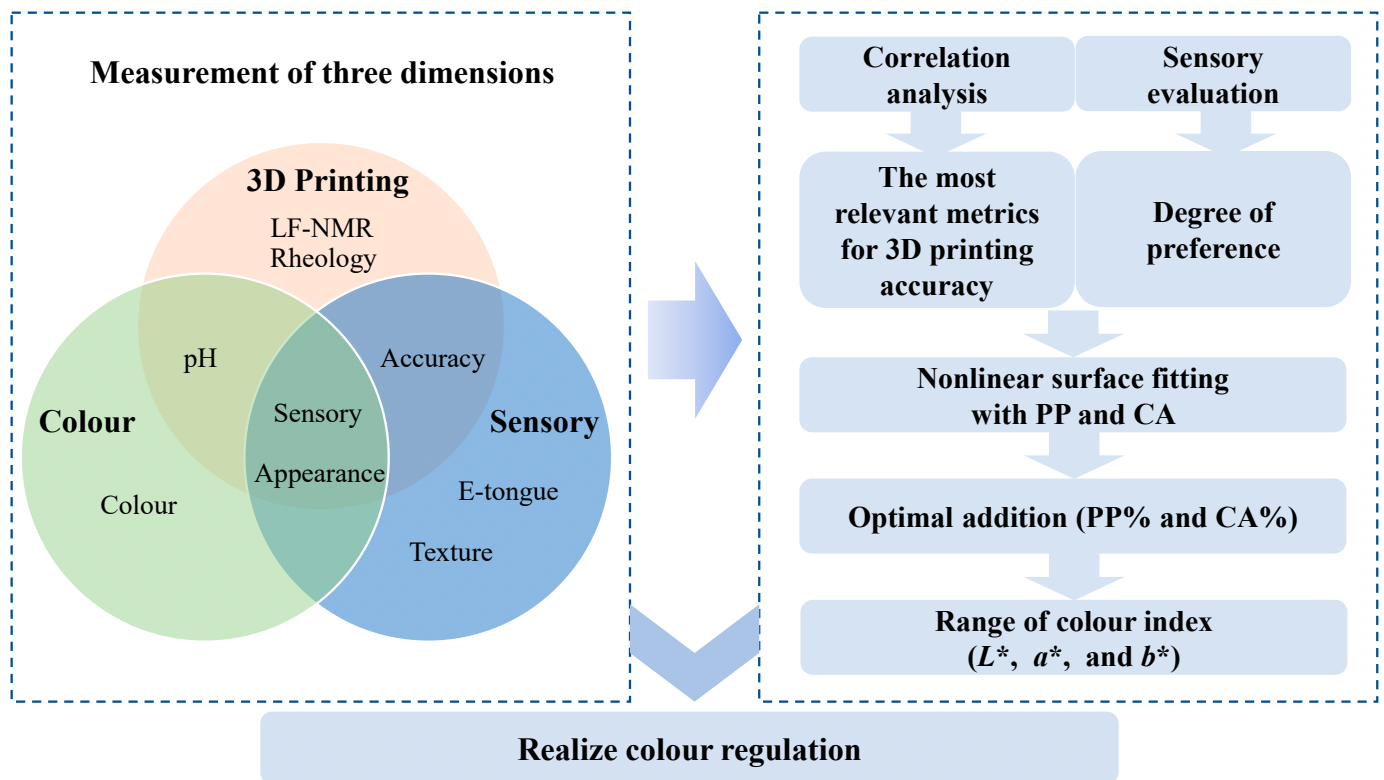 Measurement of three dimensions
3D Printing
LF-NMR
Rheology
pH
Accuracy
Colour
Sensory
Sensory
Appearance
Colour
E-tongue
Texture
Correlation
analysis
Sensory
evaluation
The most
relevant metrics
for 3D printing
accuracy
Degree of
preference
Nonlinear surface fitting
with PP and CA
Optimal addition (PP% and CA%)
Range of colour index
(L*, a*, and b*)
Realize colour regulation